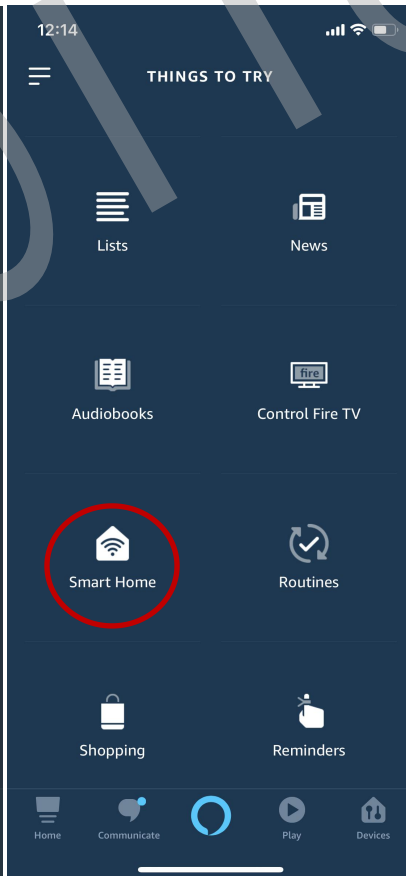 12:14
THINGS TO TRY
Lists
News
Audiobooks
fire
Control Fire TV
Smart Home
Routines
Shopping
Reminders
Home
Communicate
Play
Devices